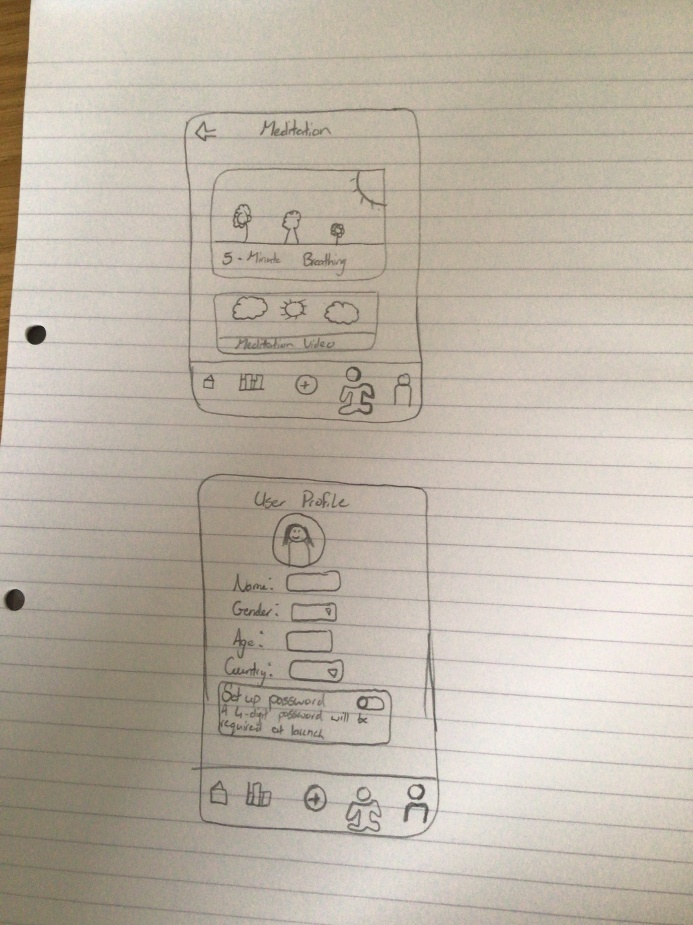 Meditation
5 - Minute Breathing
Meditation Video
User Profile
Name:
Gender:
Age:
Country:
Set up password
A 4-digit password will be
required at launch